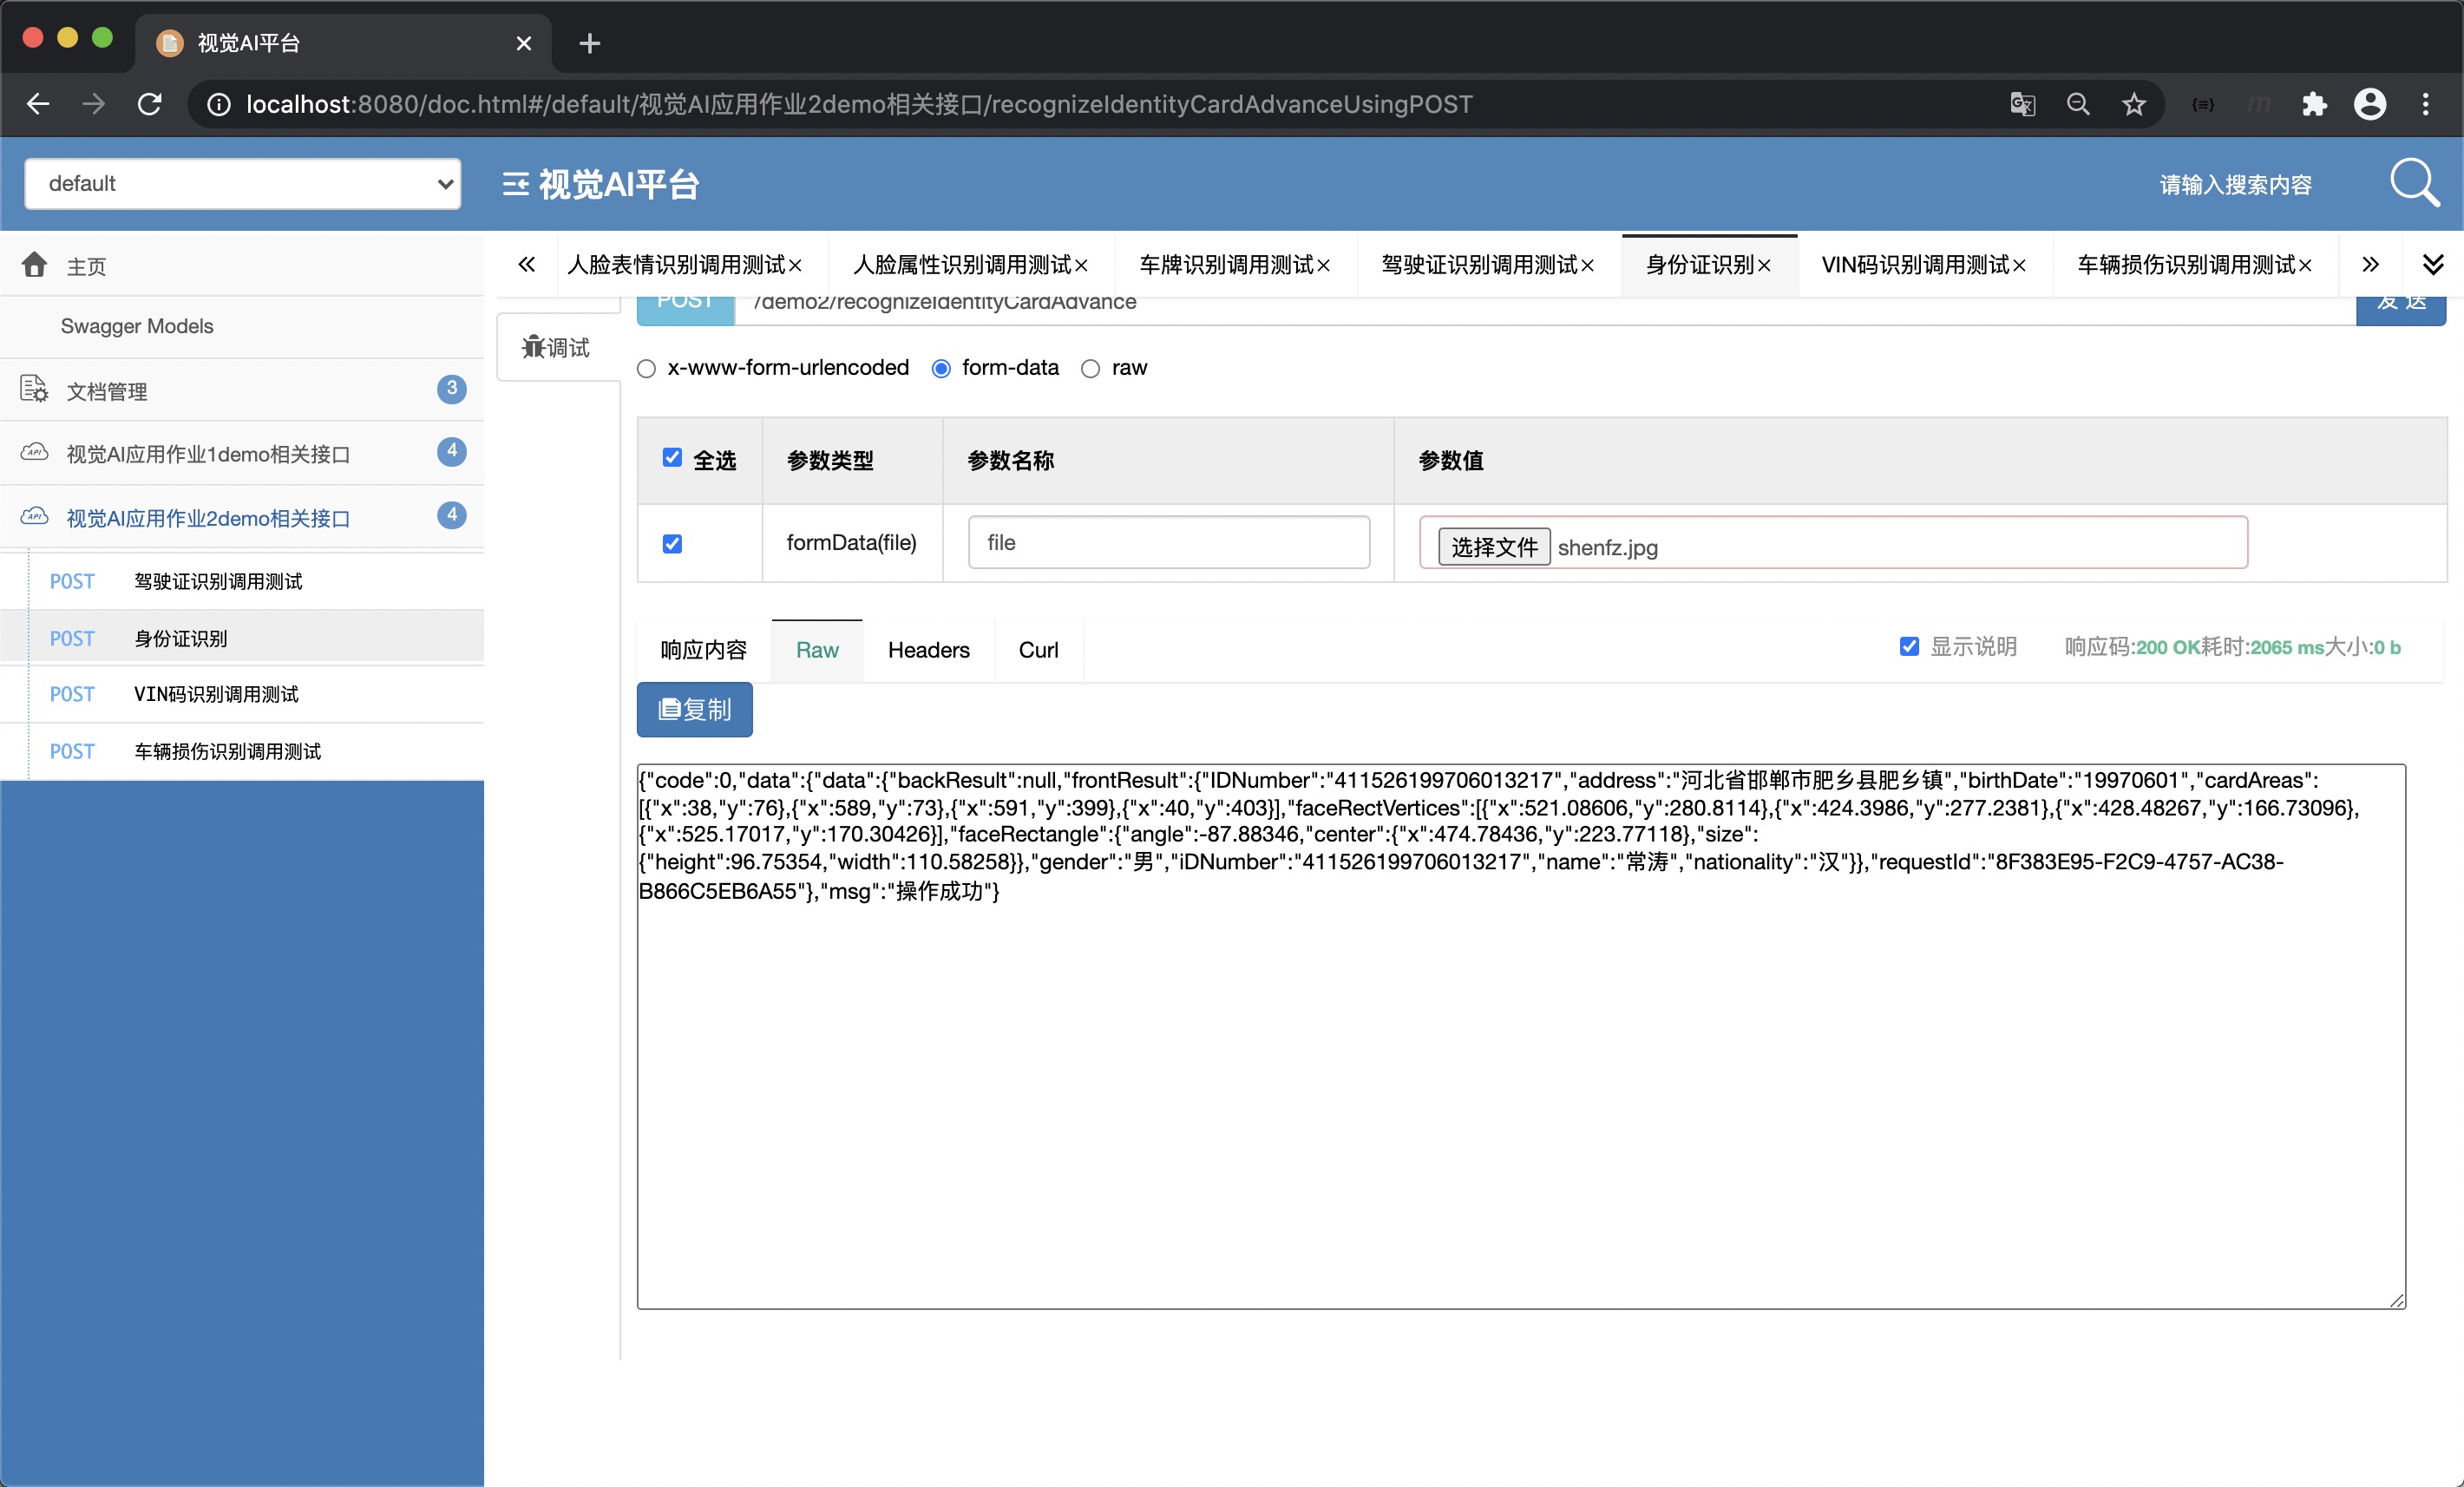 视觉AI平台
localhost:8080/doc.html#/default/视觉AI应用作业2demo相关接口/recognizeIdentityCardAdvanceUsingPOST
default
视觉AI平台
请输入搜索内容
主页
Swagger Models
文档管理 3
视觉AI应用作业1demo相关接口 4
视觉AI应用作业2demo相关接口 4
POST 驾驶证识别调用测试
POST 身份证识别
POST VIN码识别调用测试
POST 车辆损伤识别调用测试
人脸表情识别调用测试× 人脸属性识别调用测试× 车牌识别调用测试× 驾驶证识别调用测试× 身份证识别× VIN码识别调用测试× 车辆损伤识别调用测试×
POST /demo2/recognizeIdentityCardAdvance 发送
调试
x-www-form-urlencoded form-data raw
全选 参数类型 参数名称 参数值
formData(file) file 选择文件 shenfz.jpg
响应内容 Raw Headers Curl 显示说明 响应码:200 OK耗时:2065 ms大小:0 b
复制
{"code":0,"data":{"data":{"backResult":null,"frontResult":{"IDNumber":"411526199706013217","address":"河北省邯郸市肥乡县肥乡镇","birthDate":"19970601","cardAreas":
[{"x":38,"y":76},{"x":589,"y":73},{"x":591,"y":399},{"x":40,"y":403}],"faceRectVertices":[{"x":521.08606,"y":280.8114},{"x":424.3986,"y":277.2381},{"x":428.48267,"y":166.73096},
{"x":525.17017,"y":170.30426}],"faceRectangle":{"angle":-87.88346,"center":{"x":474.78436,"y":223.77118},"size":
{"height":96.75354,"width":110.58258}},"gender":"男","iDNumber":"411526199706013217","name":"常涛","nationality":"汉"}},"requestId":"8F383E95-F2C9-4757-AC38-
B866C5EB6A55"},"msg":"操作成功"}